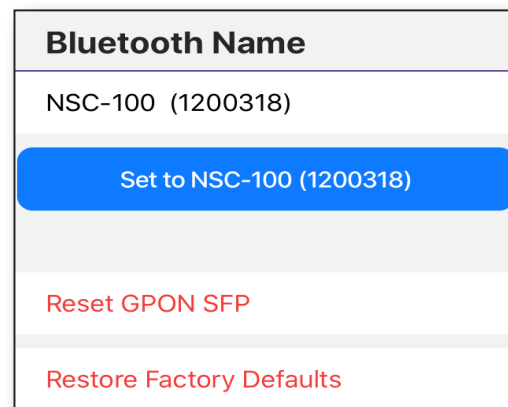 Bluetooth Name
NSC-100 (1200318)
Set to NSC-100 (1200318)
Reset GPON SFP
Restore Factory Defaults